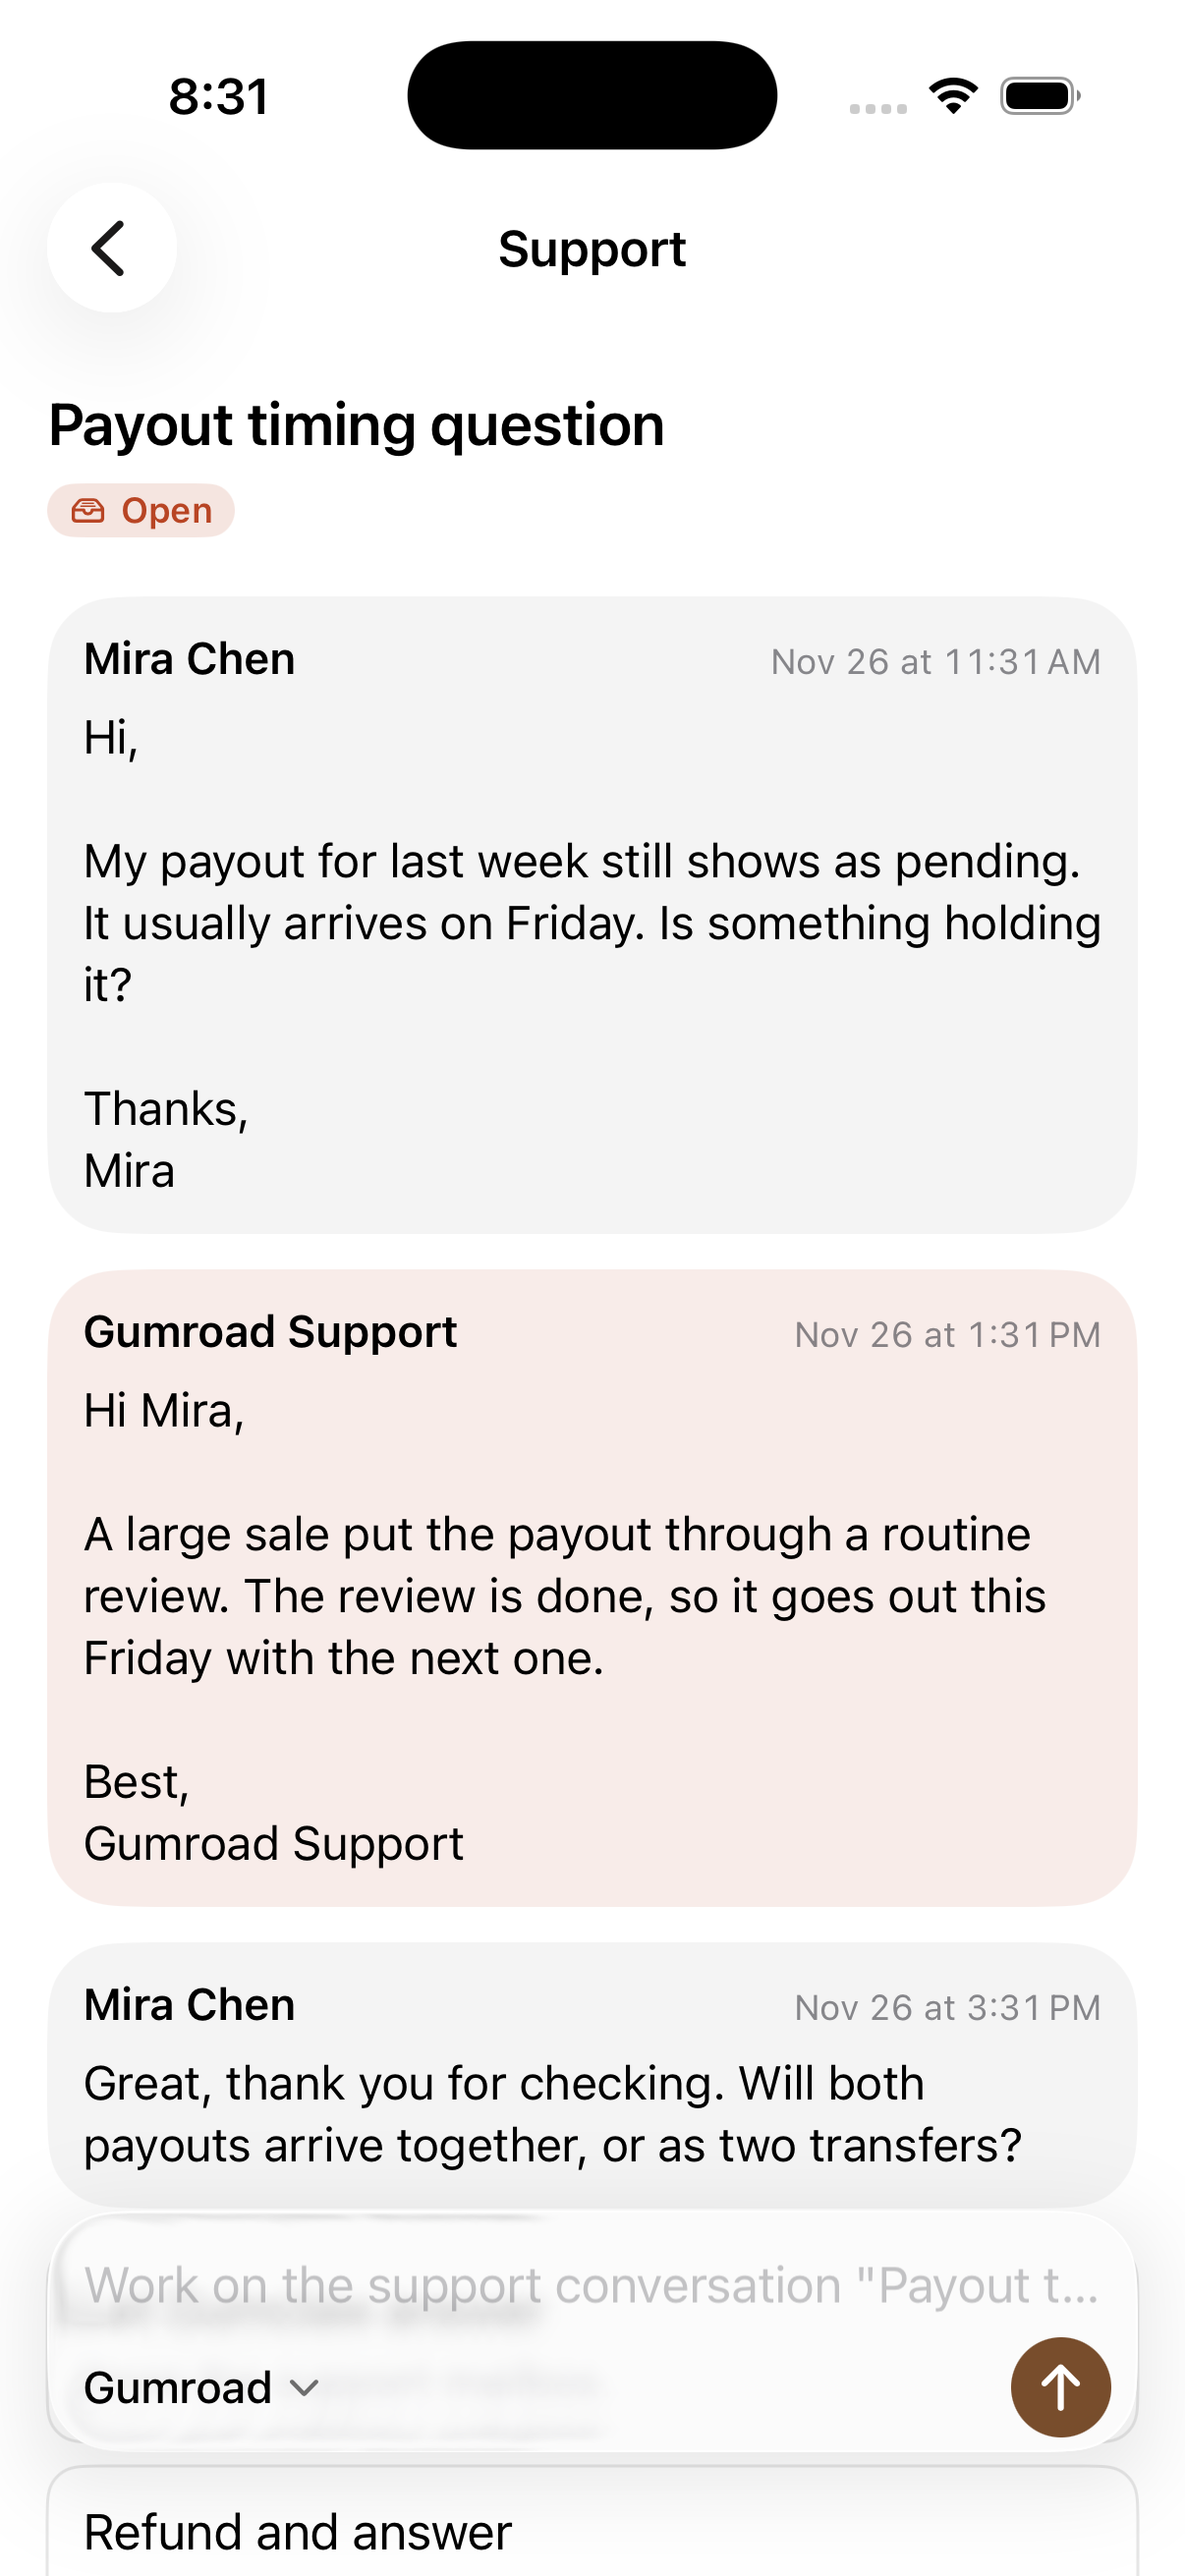 8:31
Support
Payout timing question
Open
Mira Chen
Nov 26 at 11:31 AM
Hi,
My payout for last week still shows as pending.
It usually arrives on Friday. Is something holding
it?
Thanks,
Mira
Gumroad Support
Nov 26 at 1:31 PM
Hi Mira,
A large sale put the payout through a routine
review. The review is done, so it goes out this
Friday with the next one.
Best,
Gumroad Support
Mira Chen
Nov 26 at 3:31 PM
Great, thank you for checking. Will both
payouts arrive together, or as two transfers?
Work on the support conversation "Payout t...
Gumroad
Refund and answer